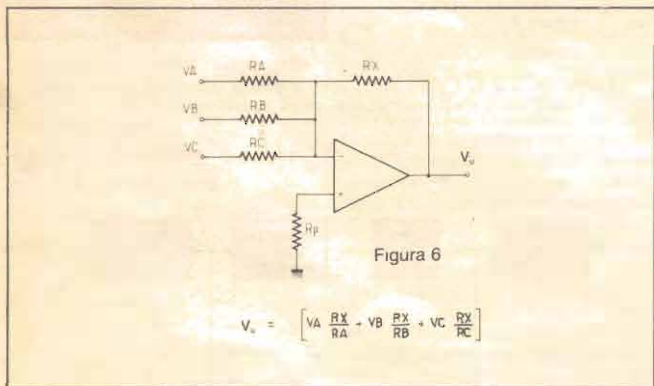 VA RA RX
VB RB
VC RC
-
+
Vu
Rp
Figura 6
Vu = [VA RX/RA + VB RX/RB + VC RX/RC]